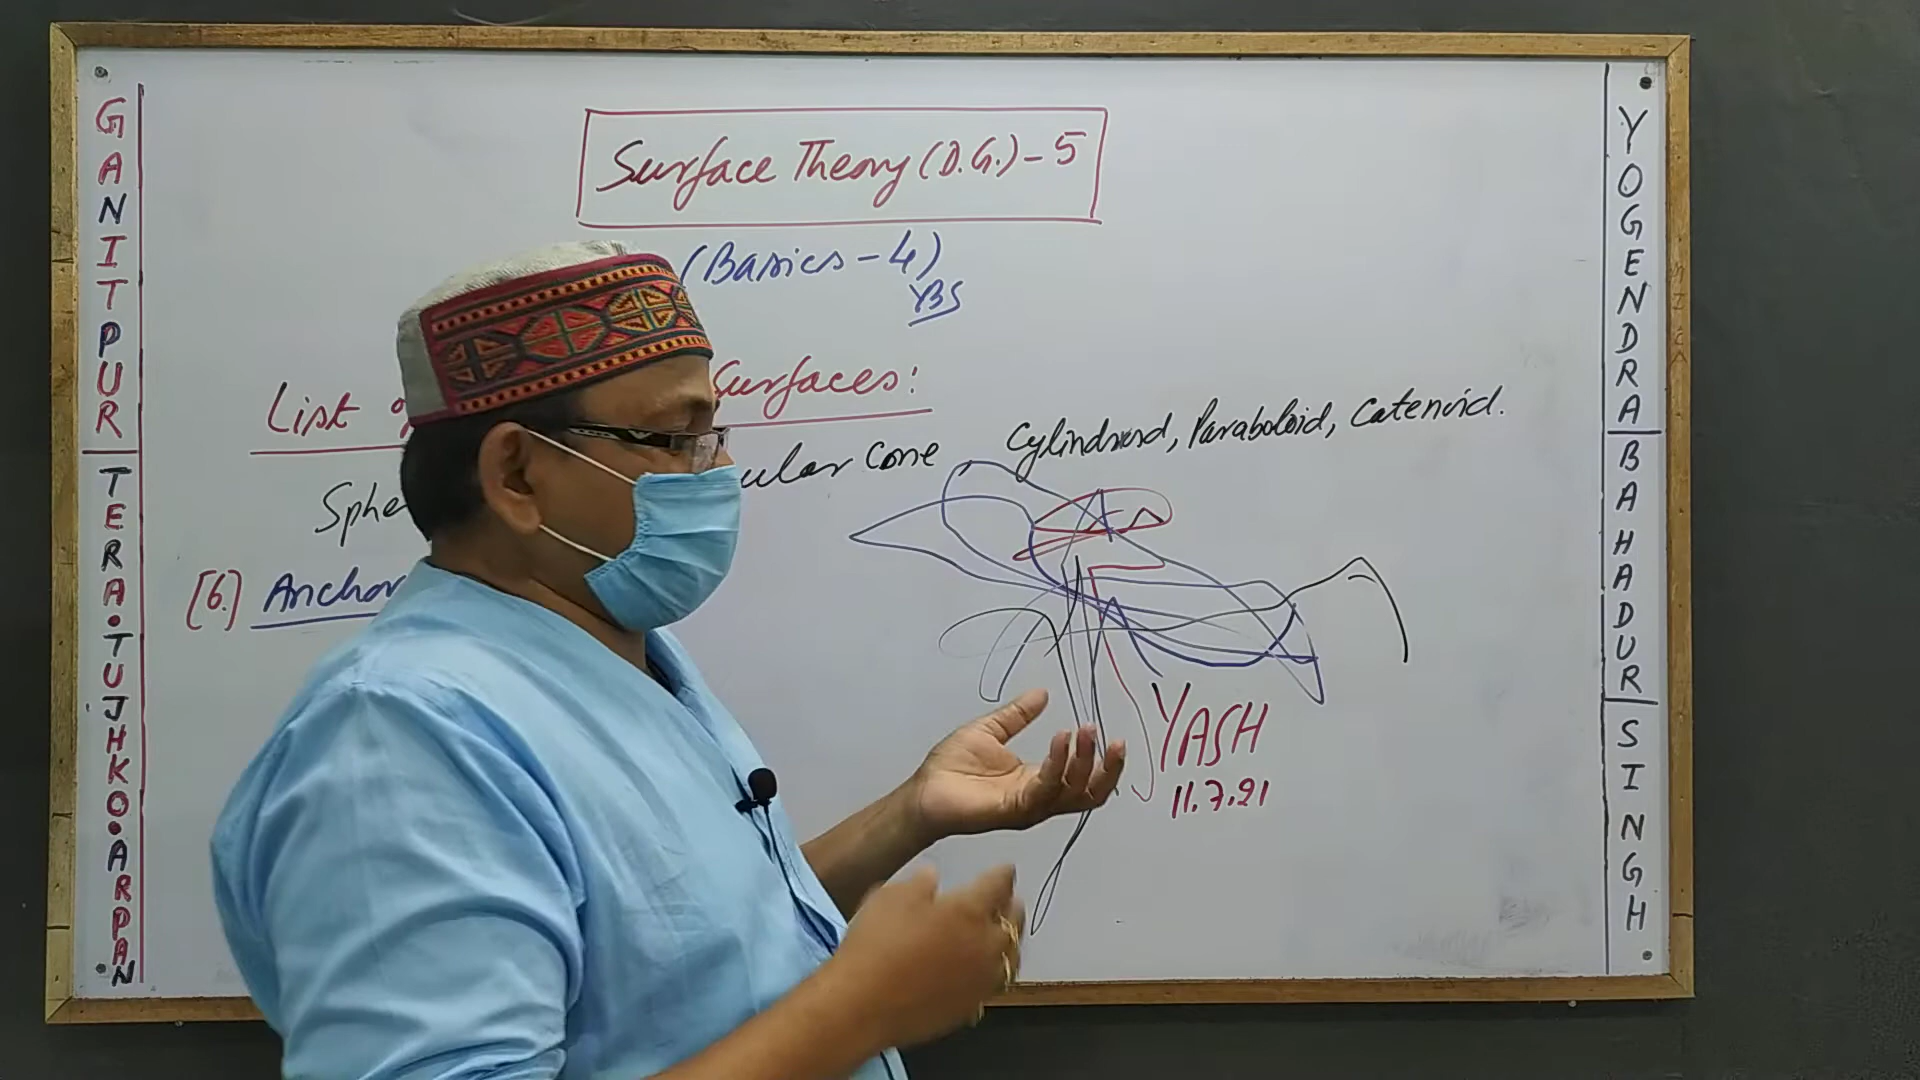 GANITPUR
TERA•TUJHKO•ARPAN
Surface Theory (D.G.) - 5
(Basics - 4)
YBS
List Surfaces:
Sphe ular Cone, Cylindroid, Paraboloid, Catenoid.
[6.] Anchor
YASH
11.7.21
YOGENDRA
BAHADUR
SINGH